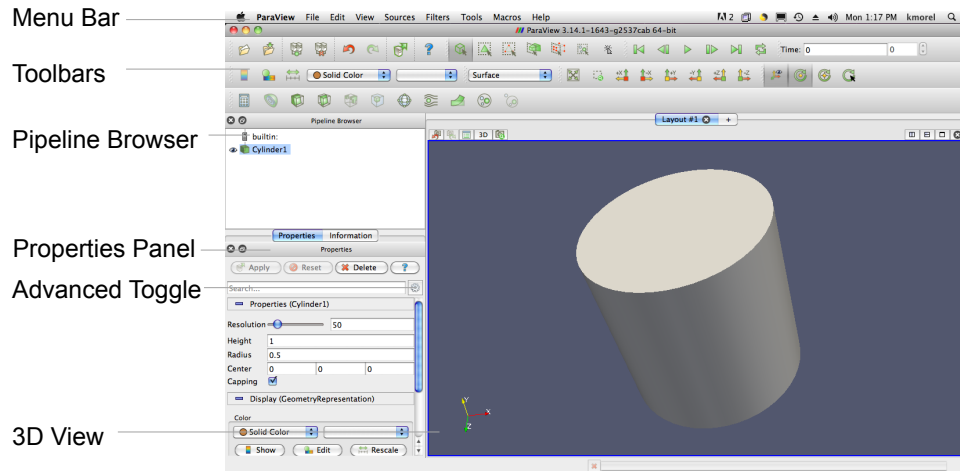 Menu Bar
ParaView File Edit View Sources Filters Tools Macros Help
2 Mon 1:17 PM kmorel
ParaView 3.14.1-1643-g2537cab 64-bit
Time: 0 0
Toolbars
Solid Color Surface
+X -X +Y -Y +Z -Z
Pipeline Browser
Pipeline Browser
builtin:
Cylinder1
Layout #1 +
3D
Properties Information
Properties Panel
Properties
Apply Reset Delete ?
Advanced Toggle
Search...
Properties (Cylinder1)
Resolution 50
Height 1
Radius 0.5
Center 0 0 0
Capping
Display (GeometryRepresentation)
Color
Solid Color
3D View
Show Edit Rescale
Y
X
Z